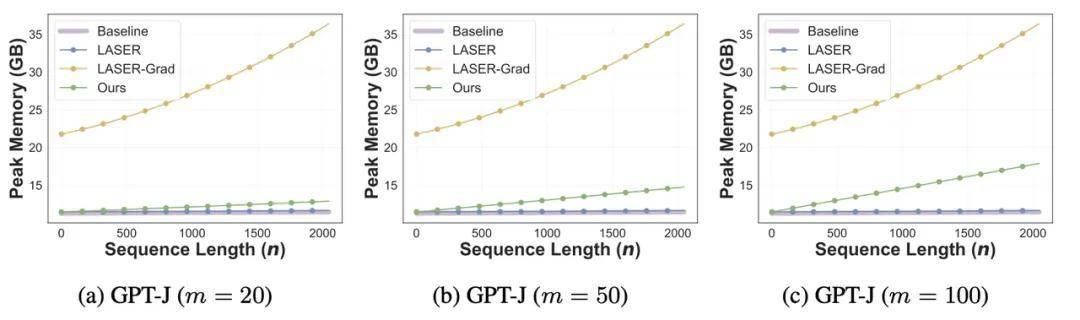 Peak Memory (GB)
35
30
25
20
15
Baseline
LASER
LASER-Grad
Ours
0 500 1000 1500 2000
Sequence Length (n)
(a) GPT-J (m = 20)
Peak Memory (GB)
35
30
25
20
15
Baseline
LASER
LASER-Grad
Ours
0 500 1000 1500 2000
Sequence Length (n)
(b) GPT-J (m = 50)
Peak Memory (GB)
35
30
25
20
15
Baseline
LASER
LASER-Grad
Ours
0 500 1000 1500 2000
Sequence Length (n)
(c) GPT-J (m = 100)